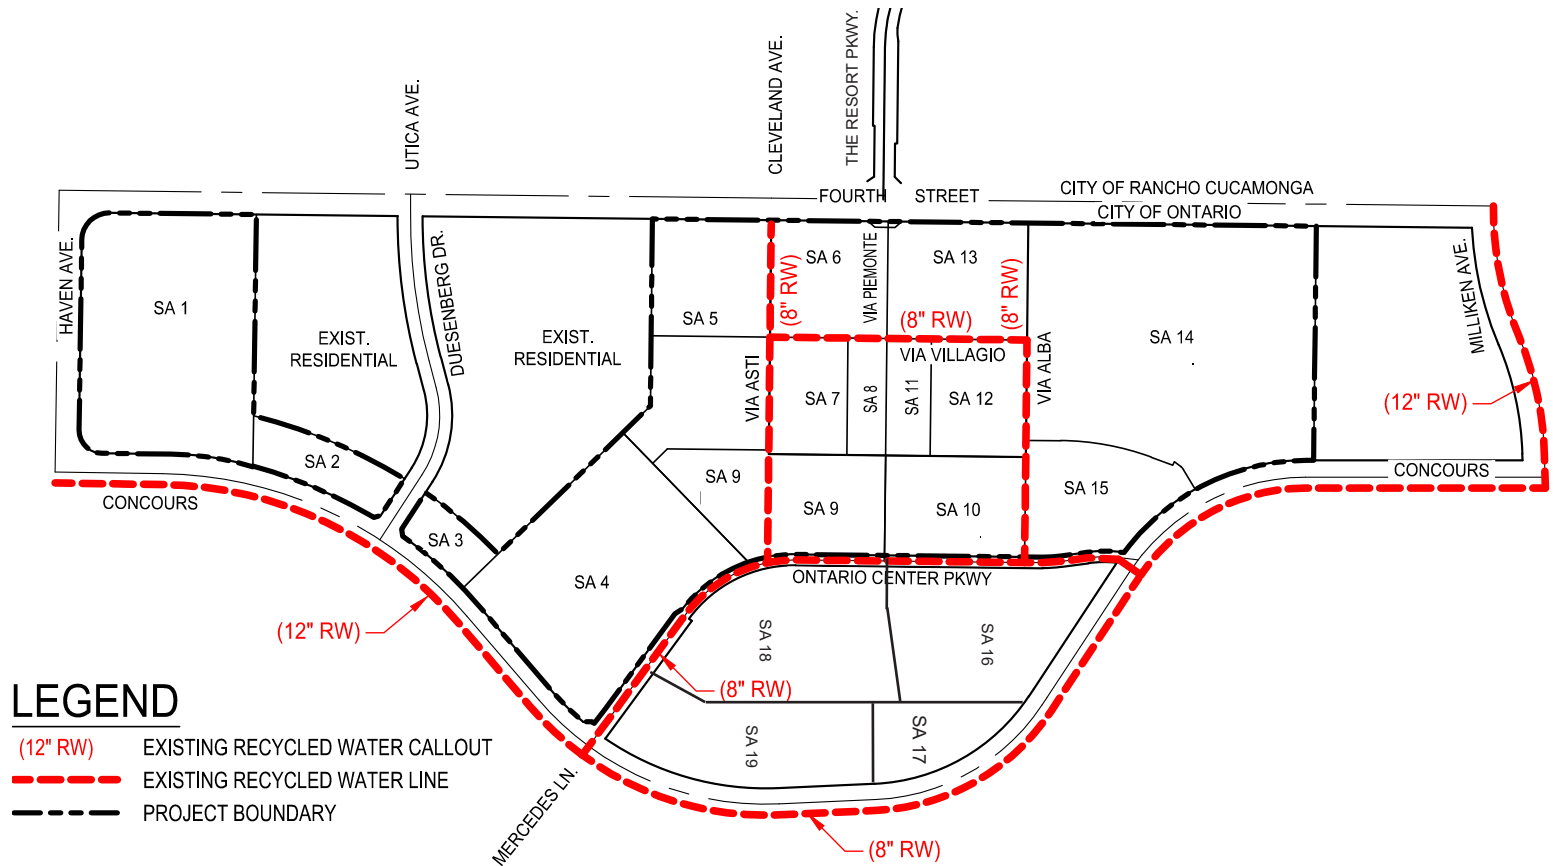 UTICA AVE.
CLEVELAND AVE.
THE RESORT PKWY.
FOURTH STREET
CITY OF RANCHO CUCAMONGA
CITY OF ONTARIO
HAVEN AVE.
SA 1
EXIST.
RESIDENTIAL
DUESENBERG DR.
EXIST.
RESIDENTIAL
SA 5
(8" RW)
SA 6
VIA PIEMONTE
SA 13
(8" RW)
(8" RW)
SA 14
MILLIKEN AVE.
VIA VILLAGIO
VIA ASTI
SA 7
SA 8
SA 11
SA 12
VIA ALBA
(12" RW)
SA 2
CONCOURS
SA 9
SA 9
SA 10
SA 15
CONCOURS
SA 3
SA 4
ONTARIO CENTER PKWY
(12" RW)
SA 18
SA 16
(8" RW)
SA 19
SA 17
MERCEDES LN.
(8" RW)
LEGEND
(12" RW) EXISTING RECYCLED WATER CALLOUT
EXISTING RECYCLED WATER LINE
PROJECT BOUNDARY